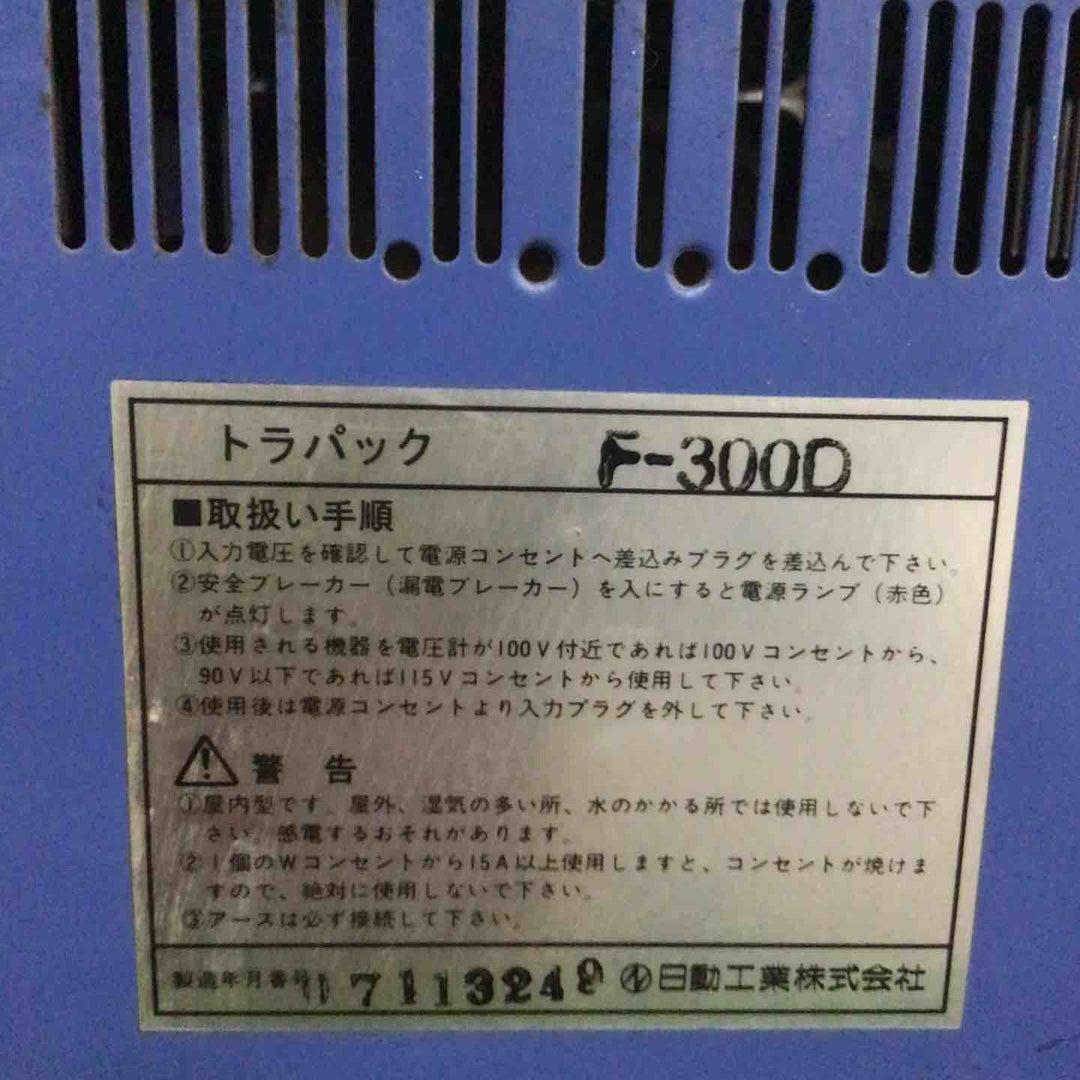 トラパック F-300D
■取扱い手順
①入力電圧を確認して電源コンセントへ差込みプラグを差込んで下さい。
②安全ブレーカー（漏電ブレーカー）を入にすると電源ランプ（赤色）
が点灯します。
③使用される機器を電圧計が100V付近であれば100Vコンセントから、
90V以下であれば115Vコンセントから使用して下さい。
④使用後は電源コンセントより入力プラグを外して下さい。
警告
①屋内型です。屋外、湿気の多い所、水のかかる所では使用しないで下
さい。感電するおそれがあります。
②1個のWコンセントから15A以上使用しますと、コンセントが焼けま
すので、絶対に使用しないで下さい。
③アースは必ず接続して下さい。
製造年月番号 7113249 日動工業株式会社